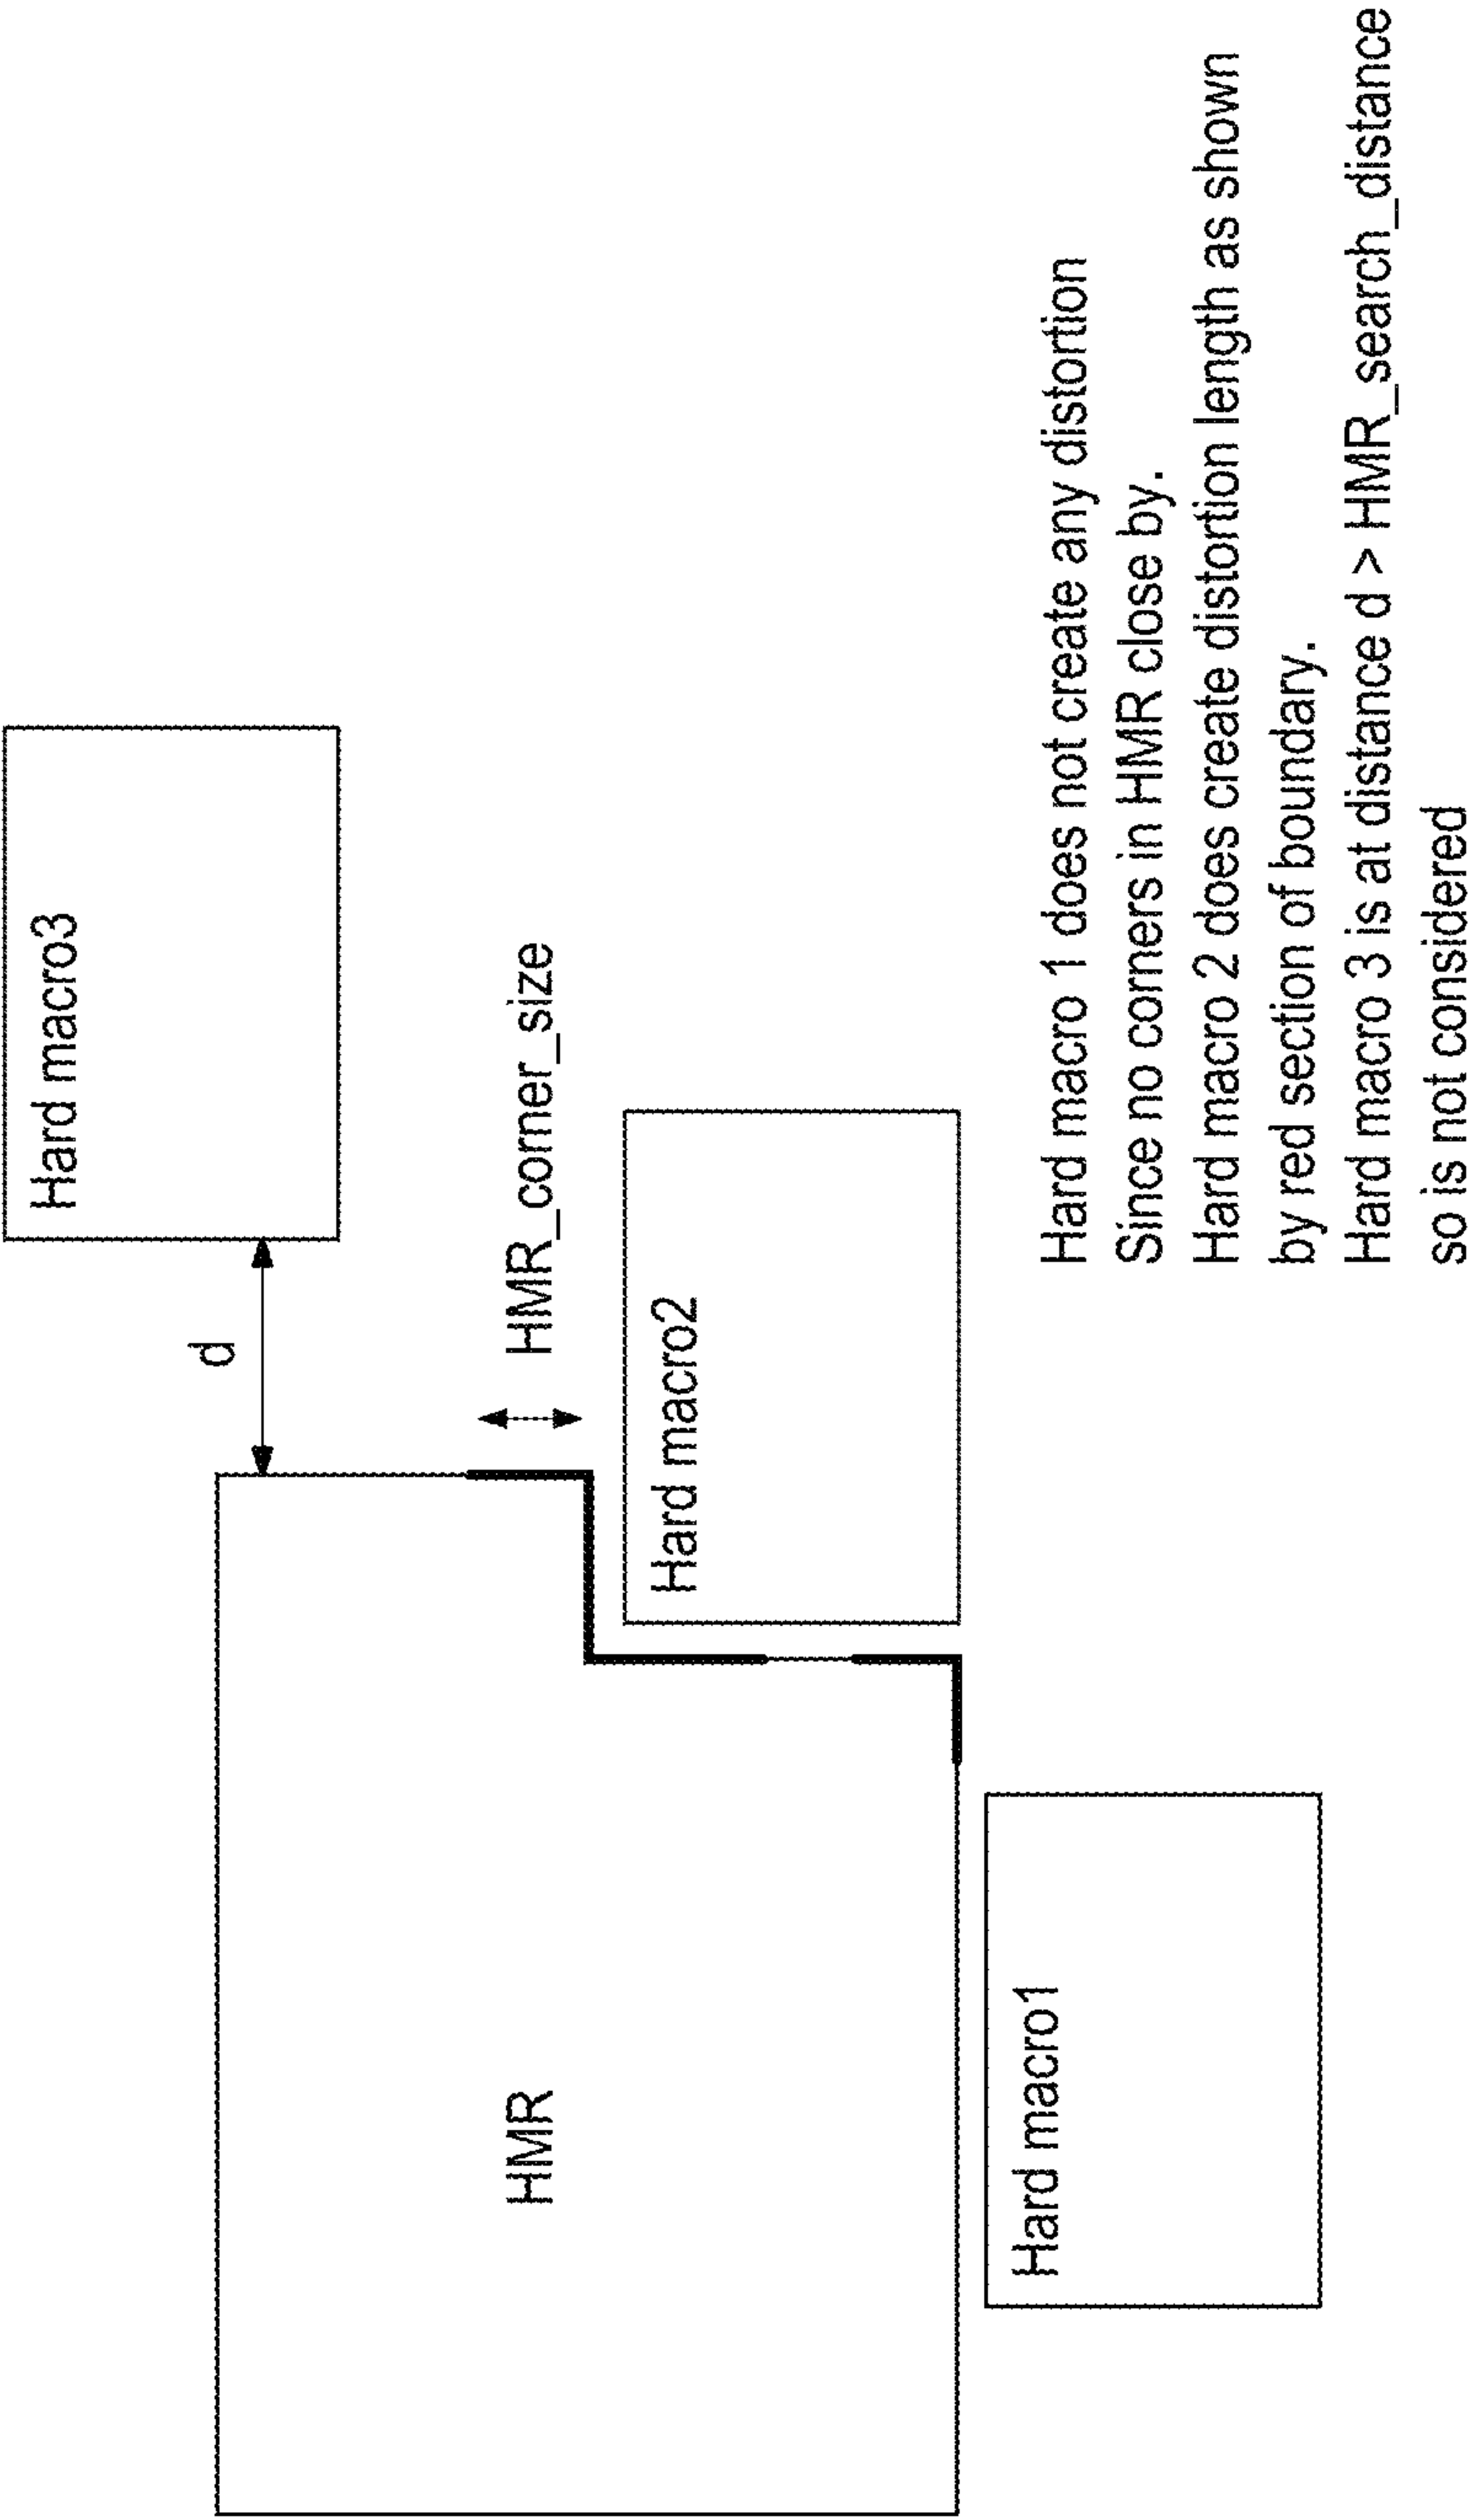 Hard macro3
d
HMR_corner_size
HMR
Hard macro2
Hard macro1
Hard macro 1 does not create any distortion
Since no corners in HMR close by.
Hard macro 2 does create distortion length as shown
by red section of boundary.
Hard macro 3 is at distance d > HMR_search_distance
so is not considered